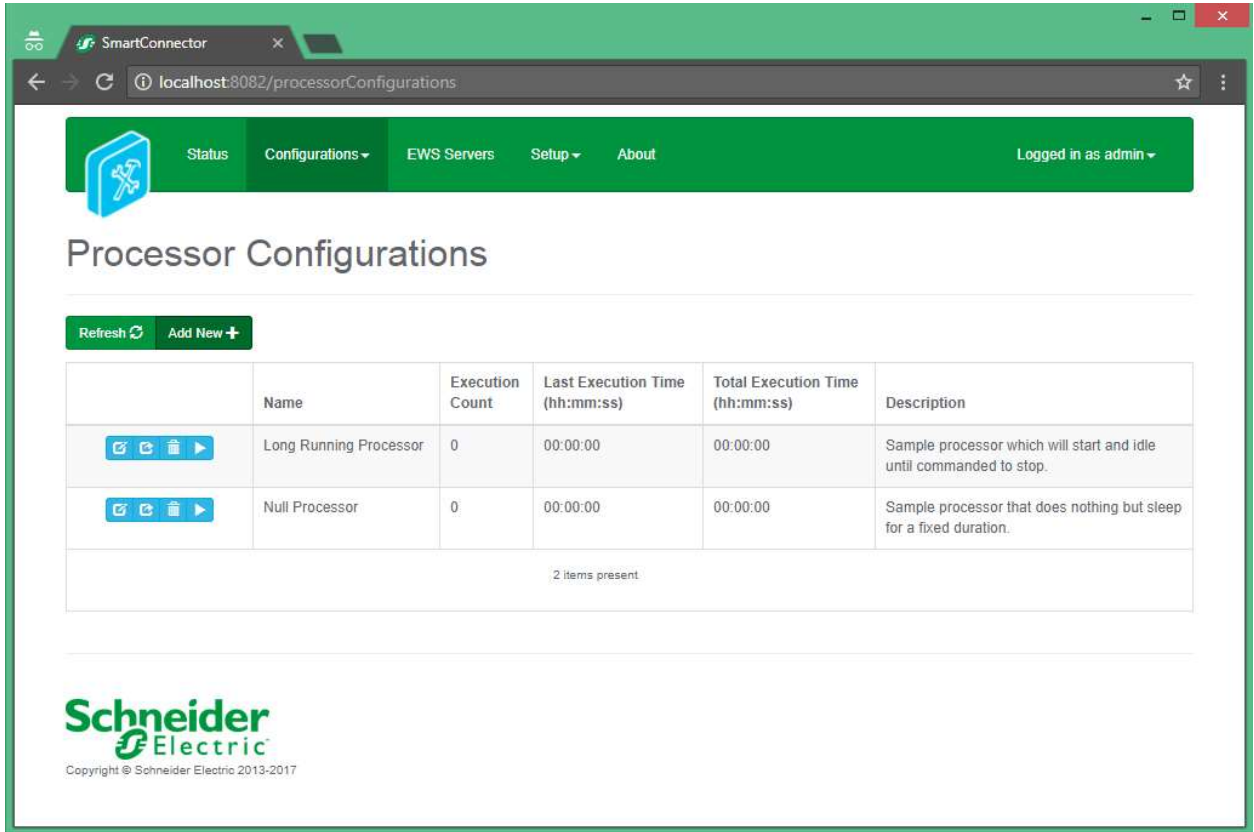 SmartConnector
localhost:8082/processorConfigurations
Status Configurations EWS Servers Setup About Logged in as admin
Processor Configurations
Refresh Add New
Name Execution Count Last Execution Time (hh:mm:ss) Total Execution Time (hh:mm:ss) Description
Long Running Processor 0 00:00:00 00:00:00 Sample processor which will start and idle
until commanded to stop.
Null Processor 0 00:00:00 00:00:00 Sample processor that does nothing but sleep
for a fixed duration.
2 items present
Schneider
Electric
Copyright © Schneider Electric 2013-2017